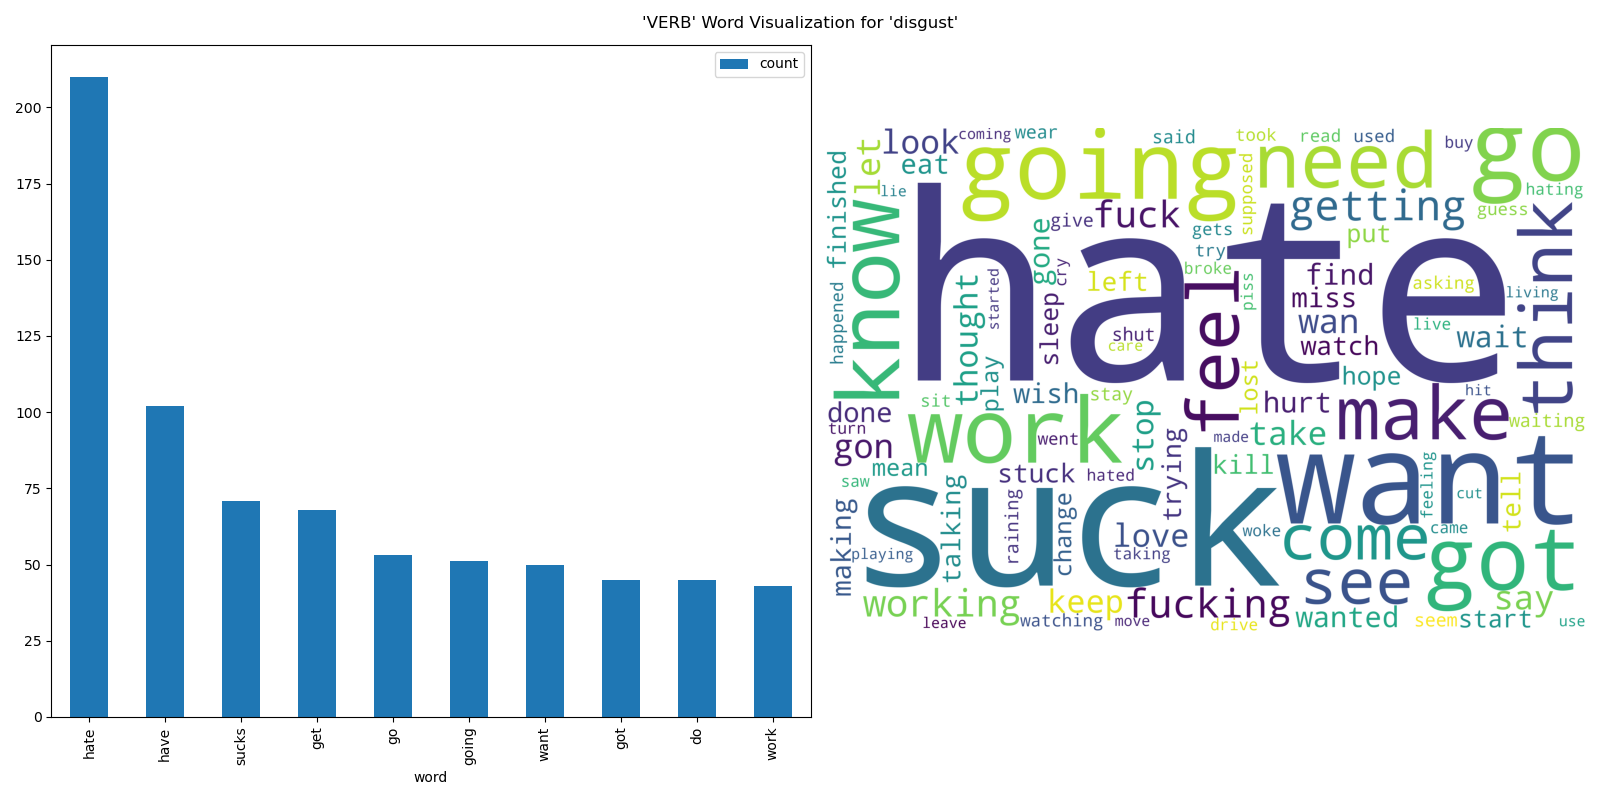 'VERB' Word Visualization for 'disgust'
count
200
175
150
125
100
75
50
25
0
hate
have
sucks
get
go
going
want
got
do
work
word
look
coming
wear
said
took
read
used
buy
go
finished
let
eat
going
need
hating
lie
know
give
fuck
supposed
getting
guess
gone
gets
put
think
try
hate
happened
thought
started
cry
left
broke
piss
find
asking
living
feel
miss
sleep
shut
care
wan
live
wait
watch
play
wish
stay
lost
hope
hit
sit
done
turn
work
went
stop
hurt
make
waiting
gon
made
take
mean
stuck
hated
trying
kill
want
feeling
cut
tell
saw
suck
making
talking
raining
change
love
woke
come
came
playing
taking
see
got
working
keep
fucking
say
leave
watching
move
drive
wanted
seem
start
use